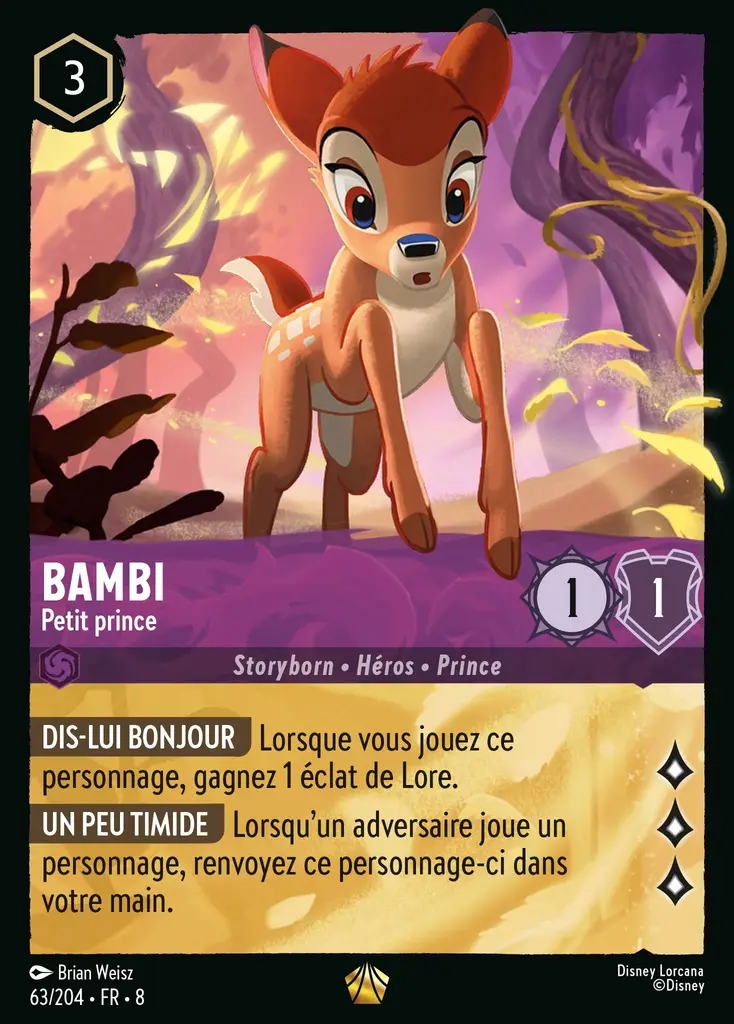 3
BAMBI
Petit prince
1
1
Storyborn • Héros • Prince
DIS-LUI BONJOUR Lorsque vous jouez ce
personnage, gagnez 1 éclat de Lore.
UN PEU TIMIDE Lorsqu'un adversaire joue un
personnage, renvoyez ce personnage-ci dans
votre main.
Brian Weisz
63/204 • FR • 8
Disney Lorcana
©Disney